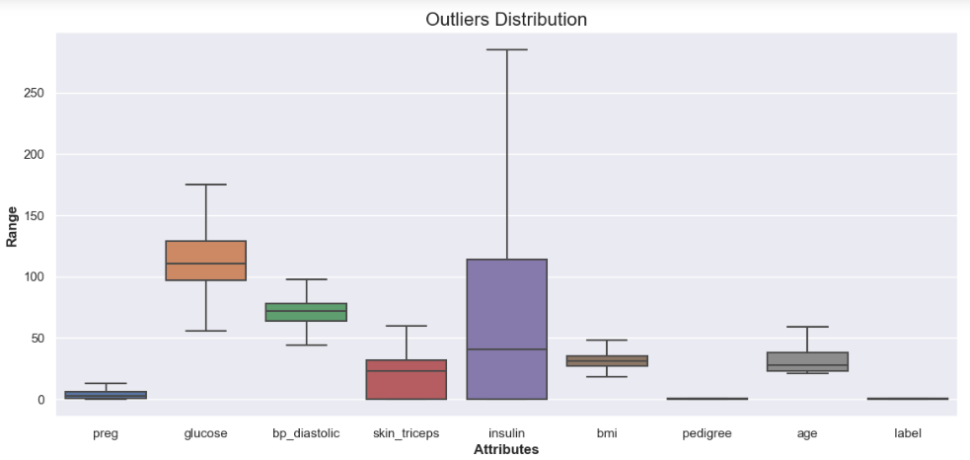 Outliers Distribution
250
200
150
100
50
0
Range
preg glucose bp_diastolic skin_triceps insulin bmi pedigree age label
Attributes